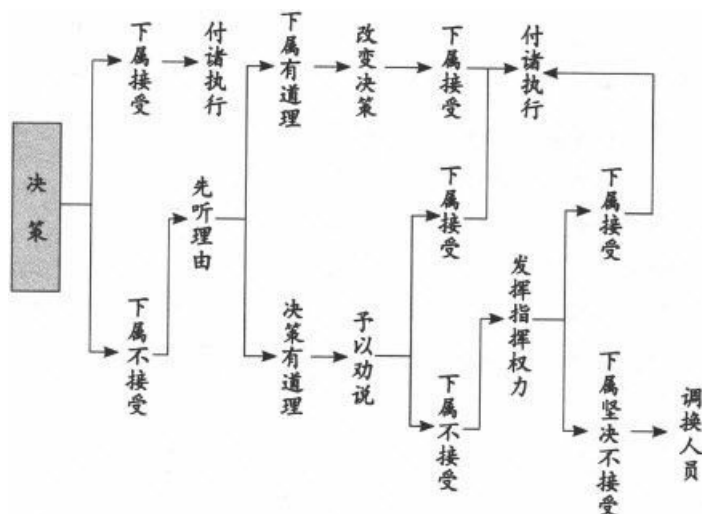 决策
下属接受
付诸执行
下属有道理
改变决策
下属接受
付诸执行
先听理由
下属接受
下属接受
发挥指挥权力
下属不接受
决策有道理
予以劝说
下属不接受
下属坚决不接受
调换人员